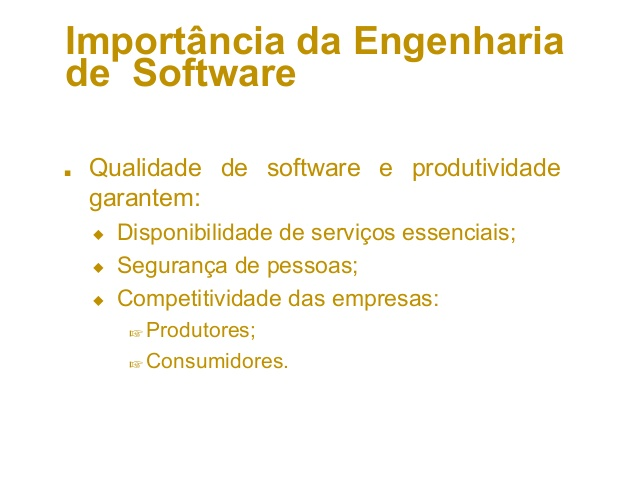 Importância da Engenharia
de Software
Qualidade de software e produtividade
garantem:
Disponibilidade de serviços essenciais;
Segurança de pessoas;
Competitividade das empresas:
Produtores;
Consumidores.